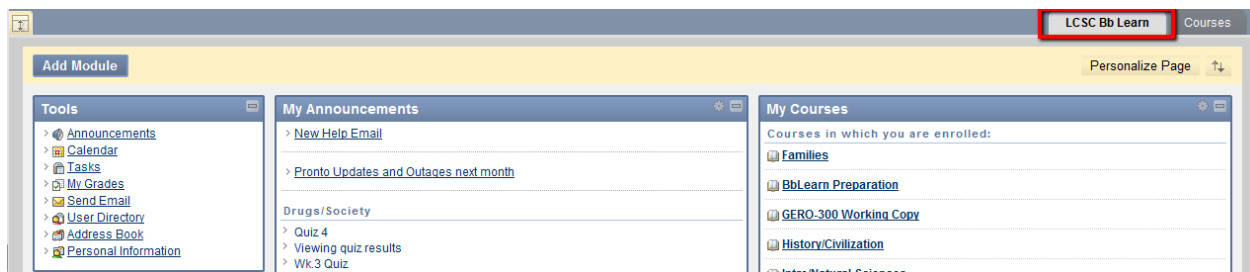 LCSC Bb Learn
Courses
Add Module
Personalize Page
Tools
Announcements
Calendar
Tasks
My Grades
Send Email
User Directory
Address Book
Personal Information
My Announcements
New Help Email
Pronto Updates and Outages next month
Drugs/Society
Quiz 4
Viewing quiz results
Wk.3 Quiz
My Courses
Courses in which you are enrolled:
Families
BbLearn Preparation
GERO-300 Working Copy
History/Civilization
Intro/Natural Sciences